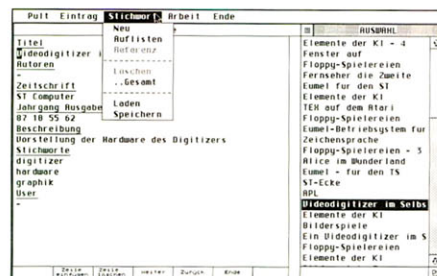 Pult Eintrag Stichwort Arbeit Ende
Neu
Auflisten
Referenz
Löschen
..Gesamt
Laden
Speichern
Titel
Videodigitizer
Autoren
-
Zeitschrift
ST Computer
Jahrgang Ausgabe
87 10 55 62
Beschreibung
Vorstellung der Hardware des Digitizers
Stichworte
digitizer
hardware
graphik
User
-
weiter Zurück Ende
AUSWAHL
Elemente der KI - 4
Fenster auf
Floppy-Spielereien
Fernseher die Zweite
Eumel für den ST
Elemente der KI
TEX auf dem Atari
Floppy-Spielereien
Eumel-Betriebsystem für
Zeichensprache
Floppy-Spielereien - 3
Alice im Wunderland
Eumel - für den TS
ST-Ecke
APL
Videodigitizer im Selbs
Elemente der KI
Bilderspiele
Ein Videodigitizer im S
Floppy-Spielereien
Elemente der KI